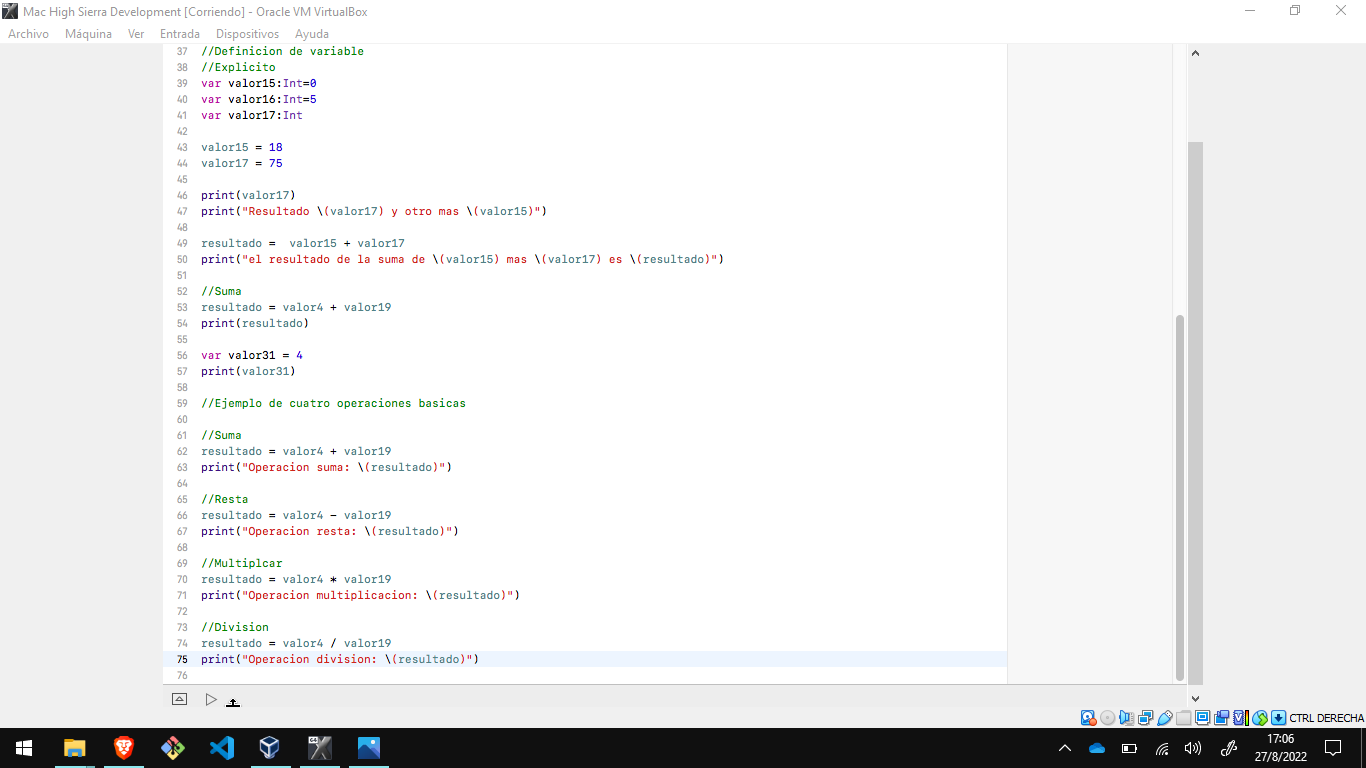 Mac High Sierra Development [Corriendo] - Oracle VM VirtualBox
Archivo Máquina Ver Entrada Dispositivos Ayuda
37 //Definicion de variable
38 //Explicito
39 var valor15:Int=0
40 var valor16:Int=5
41 var valor17:Int
42
43 valor15 = 18
44 valor17 = 75
45
46 print(valor17)
47 print("Resultado \(valor17) y otro mas \(valor15)")
48
49 resultado =  valor15 + valor17
50 print("el resultado de la suma de \(valor15) mas \(valor17) es \(resultado)")
51
52 //Suma
53 resultado = valor4 + valor19
54 print(resultado)
55
56 var valor31 = 4
57 print(valor31)
58
59 //Ejemplo de cuatro operaciones basicas
60
61 //Suma
62 resultado = valor4 + valor19
63 print("Operacion suma: \(resultado)")
64
65 //Resta
66 resultado = valor4 - valor19
67 print("Operacion resta: \(resultado)")
68
69 //Multiplcar
70 resultado = valor4 * valor19
71 print("Operacion multiplicacion: \(resultado)")
72
73 //Division
74 resultado = valor4 / valor19
75 print("Operacion division: \(resultado)")
76
CTRL DERECHA
17:06
27/8/2022